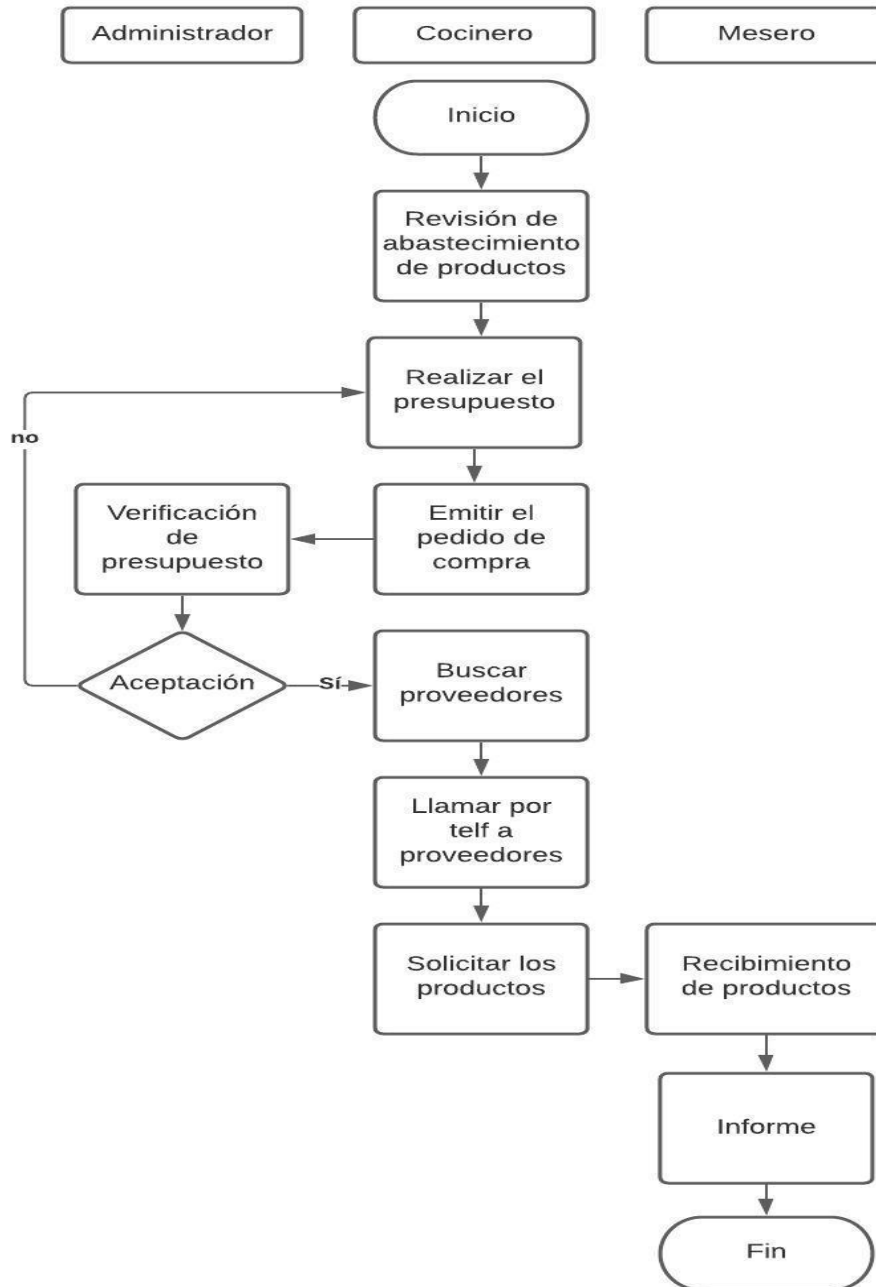 Administrador
Cocinero
Mesero
Inicio
Revisión de
abastecimiento
de productos
Realizar el
presupuesto
no
Verificación
de
presupuesto
Emitir el
pedido de
compra
Aceptación
Sí
Buscar
proveedores
Llamar por
telf a
proveedores
Solicitar los
productos
Recibimiento
de productos
Informe
Fin